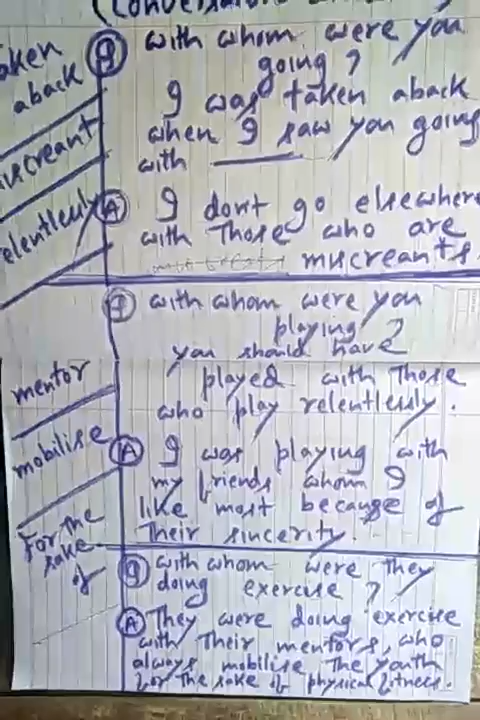 (Conversation
taken
aback
Q with whom were you
going ?
I was taken aback
when I saw you going
with
miscreant
relentlessly
A I don't go elsewhere
with Those who are
miscreants.
Q with whom were you
playing ?
you should have
played with Those
who play relentlessly.
mentor
mobilise
A I was playing with
my friends whom I
like most because of
Their sincerity.
For the
sake
of
Q with whom were They
doing exercise ?
A They were doing exercise
with Their mentors, who
always mobilise The youth
for the sake of physical fitness.